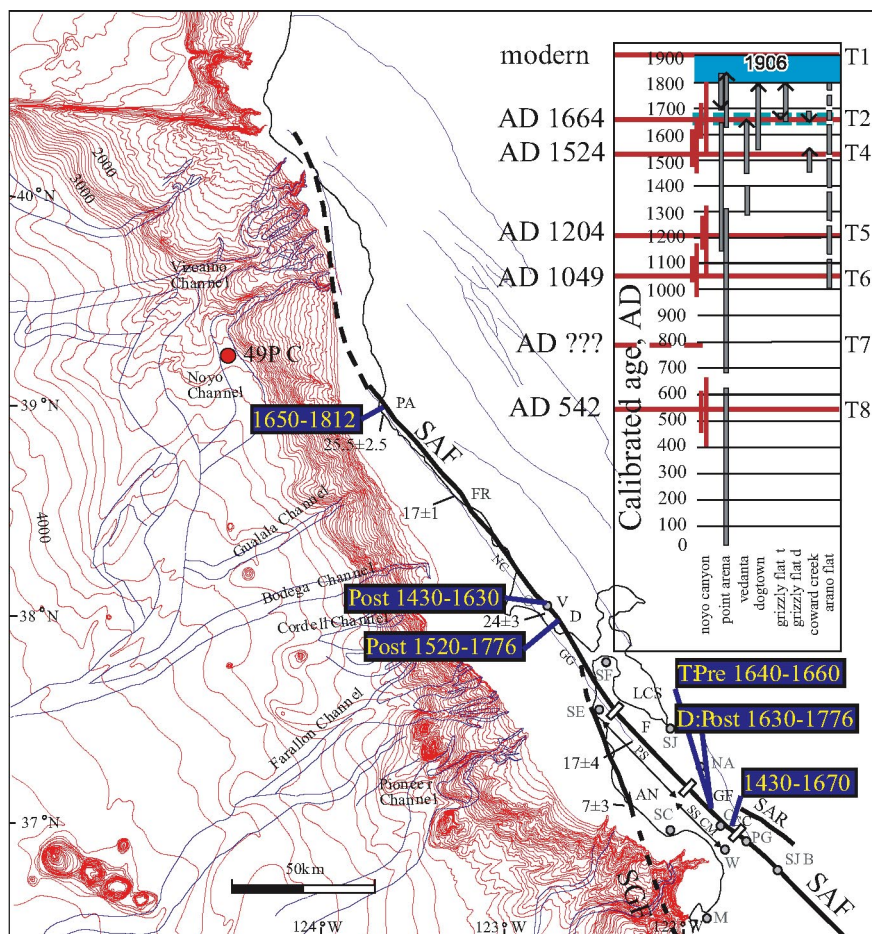 modern
AD 1664
AD 1524
AD 1204
AD 1049
AD ???
AD 542
1900
1800
1700
1600
1500
1400
1300
1200
1100
1000
900
800
700
600
500
400
300
200
100
0
Calibrated age, AD
1906
T1
T2
T4
T5
T6
T7
T8
noyo canyon
point arena
vedanta
dogtown
grizzly flat t
grizzly flat d
coward creek
arano flat
2000
3000
40°N
Vizcaino
Channel
49PC
Noyo
Channel
39°N
1650-1812
PA
25.5±2.5
SAF
FR
17±1
4000
Gualala Channel
NC
Bodega Channel
Post 1430-1630
V
38°N
Cordell Channel
24±3
D
Post 1520-1776
GG
SF
T:Pre 1640-1660
LCS
SE
F
SJ
D:Post 1630-1776
Farallon Channel
PS
17±4
NA
Pioneer
Channel
AN
GF
1430-1670
7±3
SS
CM
SAR
37°N
SC
PG
W
SJB
50km
SGF
SAF
M
124°W
123°W
122°W